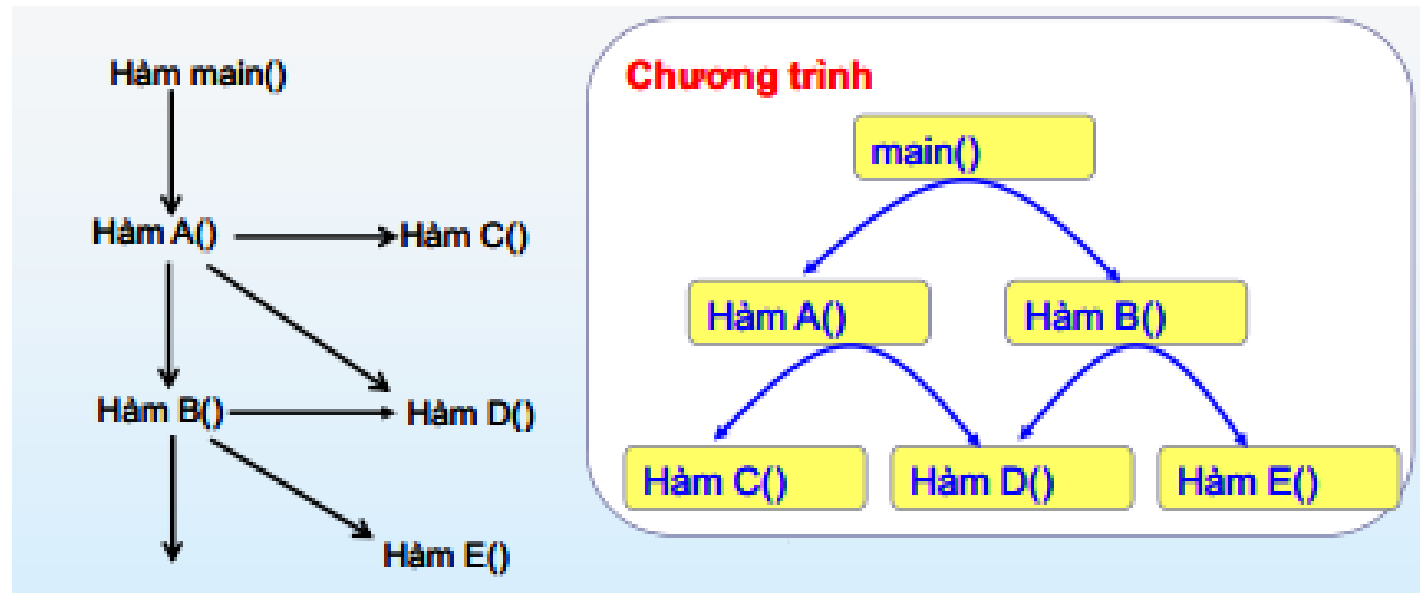 Hàm main()
Hàm A()
Hàm C()
Hàm B()
Hàm D()
Hàm E()
Chương trình
main()
Hàm A()
Hàm B()
Hàm C()
Hàm D()
Hàm E()